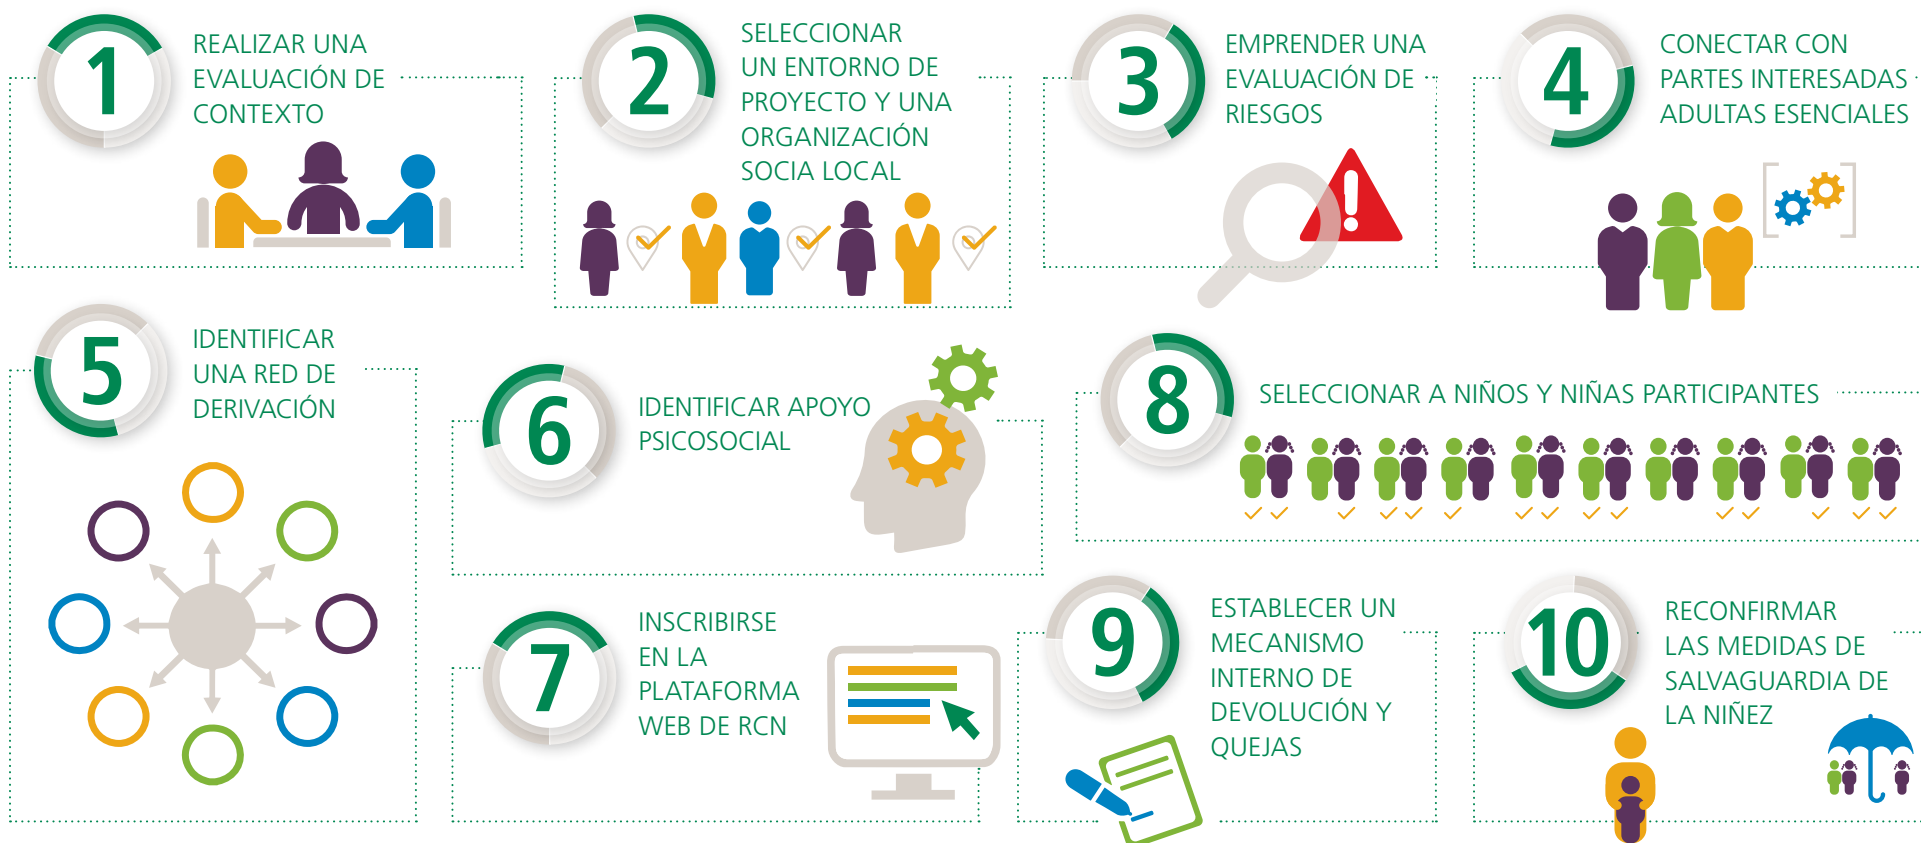 1
REALIZAR UNA
EVALUACIÓN DE
CONTEXTO
2
SELECCIONAR
UN ENTORNO DE
PROYECTO Y UNA
ORGANIZACIÓN
SOCIA LOCAL
3
EMPRENDER UNA
EVALUACIÓN DE
RIESGOS
4
CONECTAR CON
PARTES INTERESADAS
ADULTAS ESENCIALES
5
IDENTIFICAR
UNA RED DE
DERIVACIÓN
6
IDENTIFICAR APOYO
PSICOSOCIAL
7
INSCRIBIRSE
EN LA
PLATAFORMA
WEB DE RCN
8
SELECCIONAR A NIÑOS Y NIÑAS PARTICIPANTES
9
ESTABLECER UN
MECANISMO
INTERNO DE
DEVOLUCIÓN Y
QUEJAS
10
RECONFIRMAR
LAS MEDIDAS DE
SALVAGUARDIA DE
LA NIÑEZ